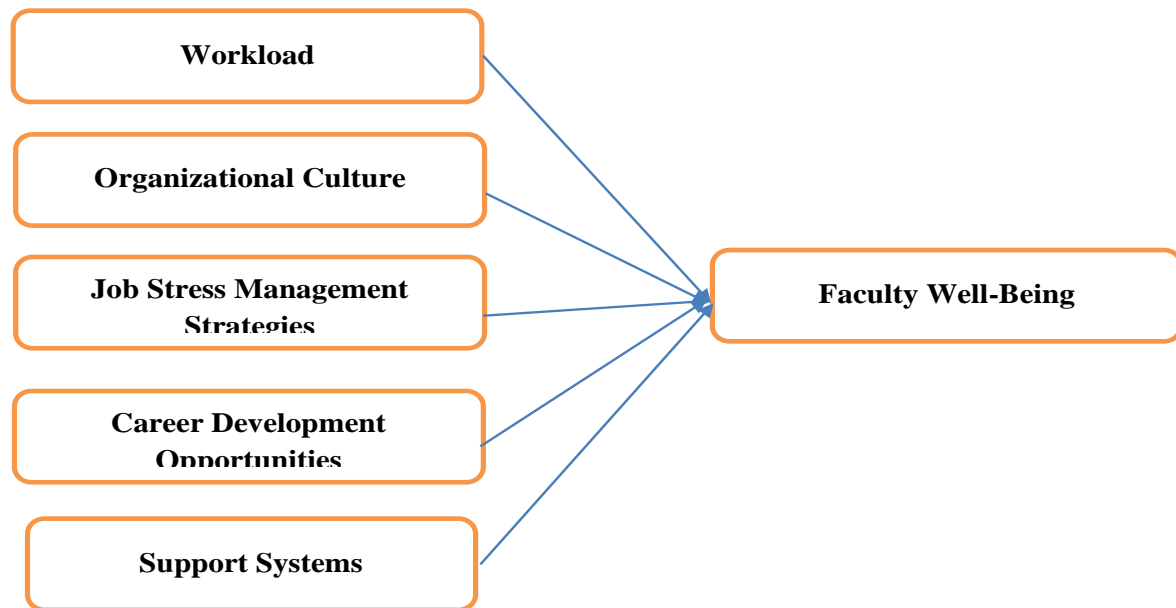 Workload
Organizational Culture
Job Stress Management
Strategies
Faculty Well-Being
Career Development
Opportunities
Support Systems